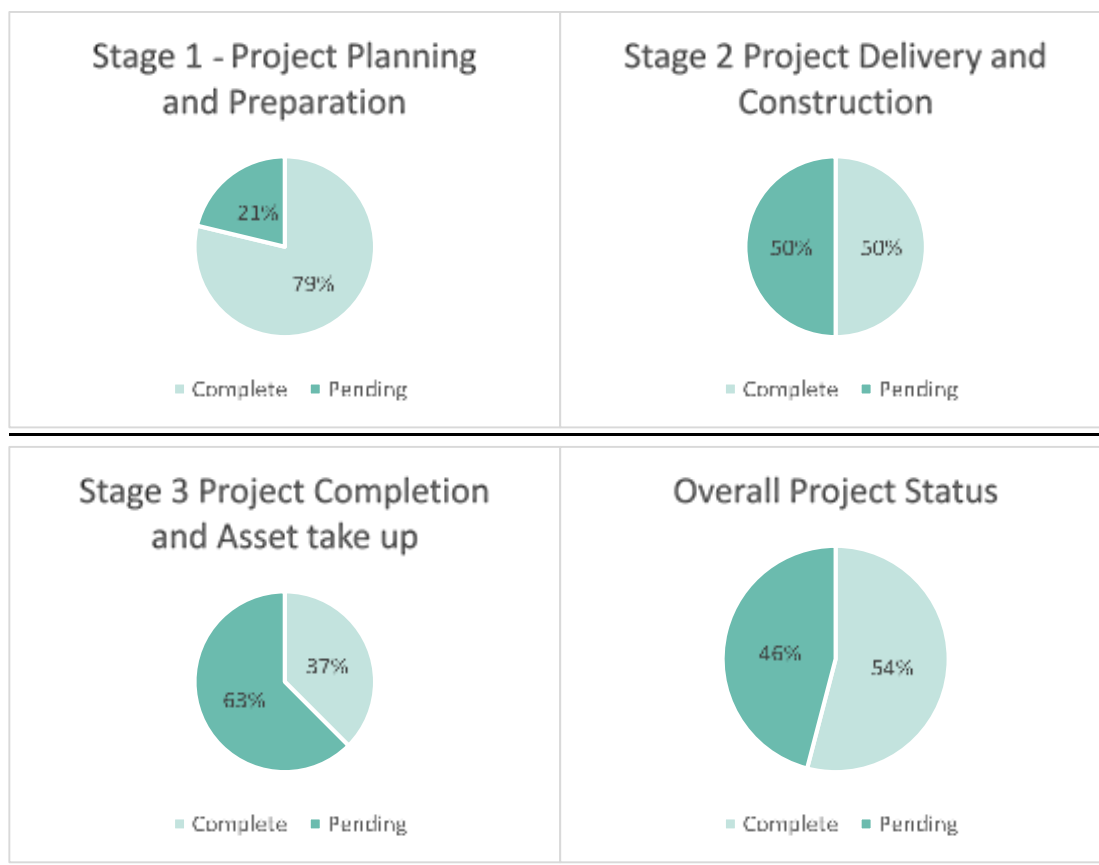 Stage 1 - Project Planning
and Preparation
21%
79%
Complete Pending
Stage 2 Project Delivery and
Construction
50% 50%
Complete Pending
Stage 3 Project Completion
and Asset take up
37%
63%
Complete Pending
Overall Project Status
46% 54%
Complete Pending